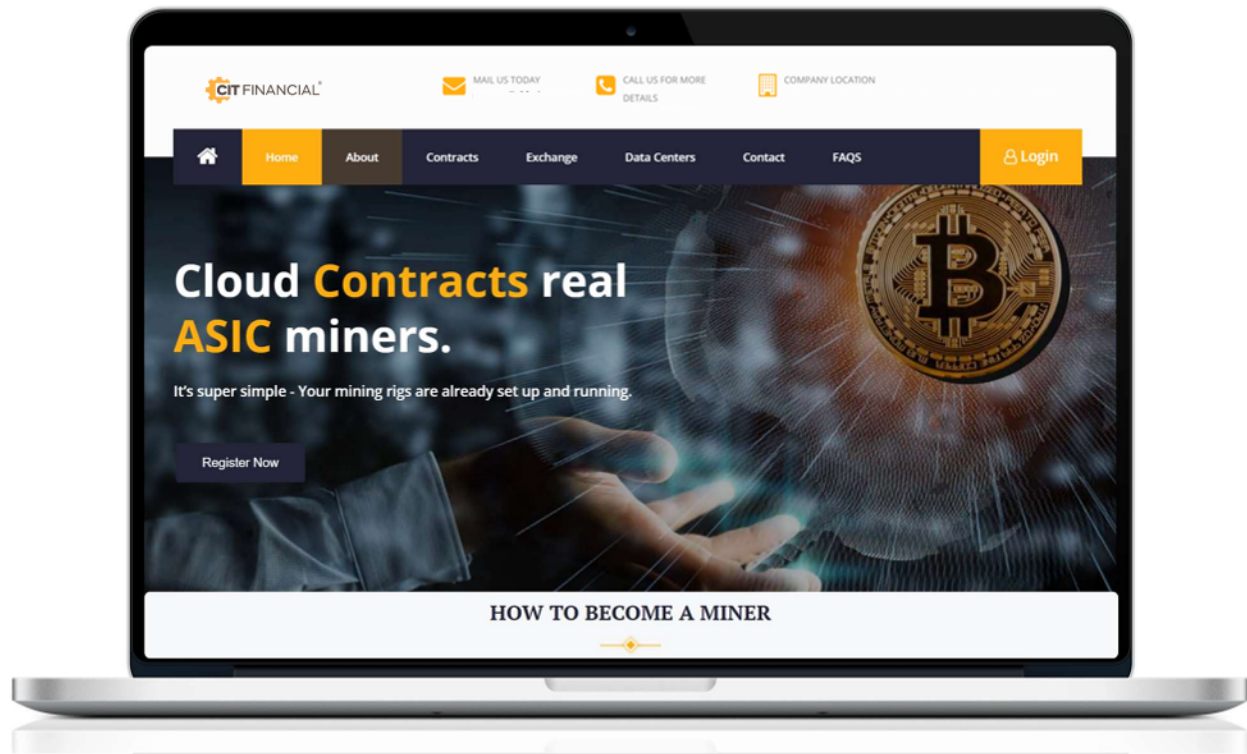 CIT FINANCIAL®
MAIL US TODAY
CALL US FOR MORE
DETAILS
COMPANY LOCATION
Home
About
Contracts
Exchange
Data Centers
Contact
FAQS
Login
Cloud Contracts real
ASIC miners.
It's super simple - Your mining rigs are already set up and running.
Register Now
HOW TO BECOME A MINER